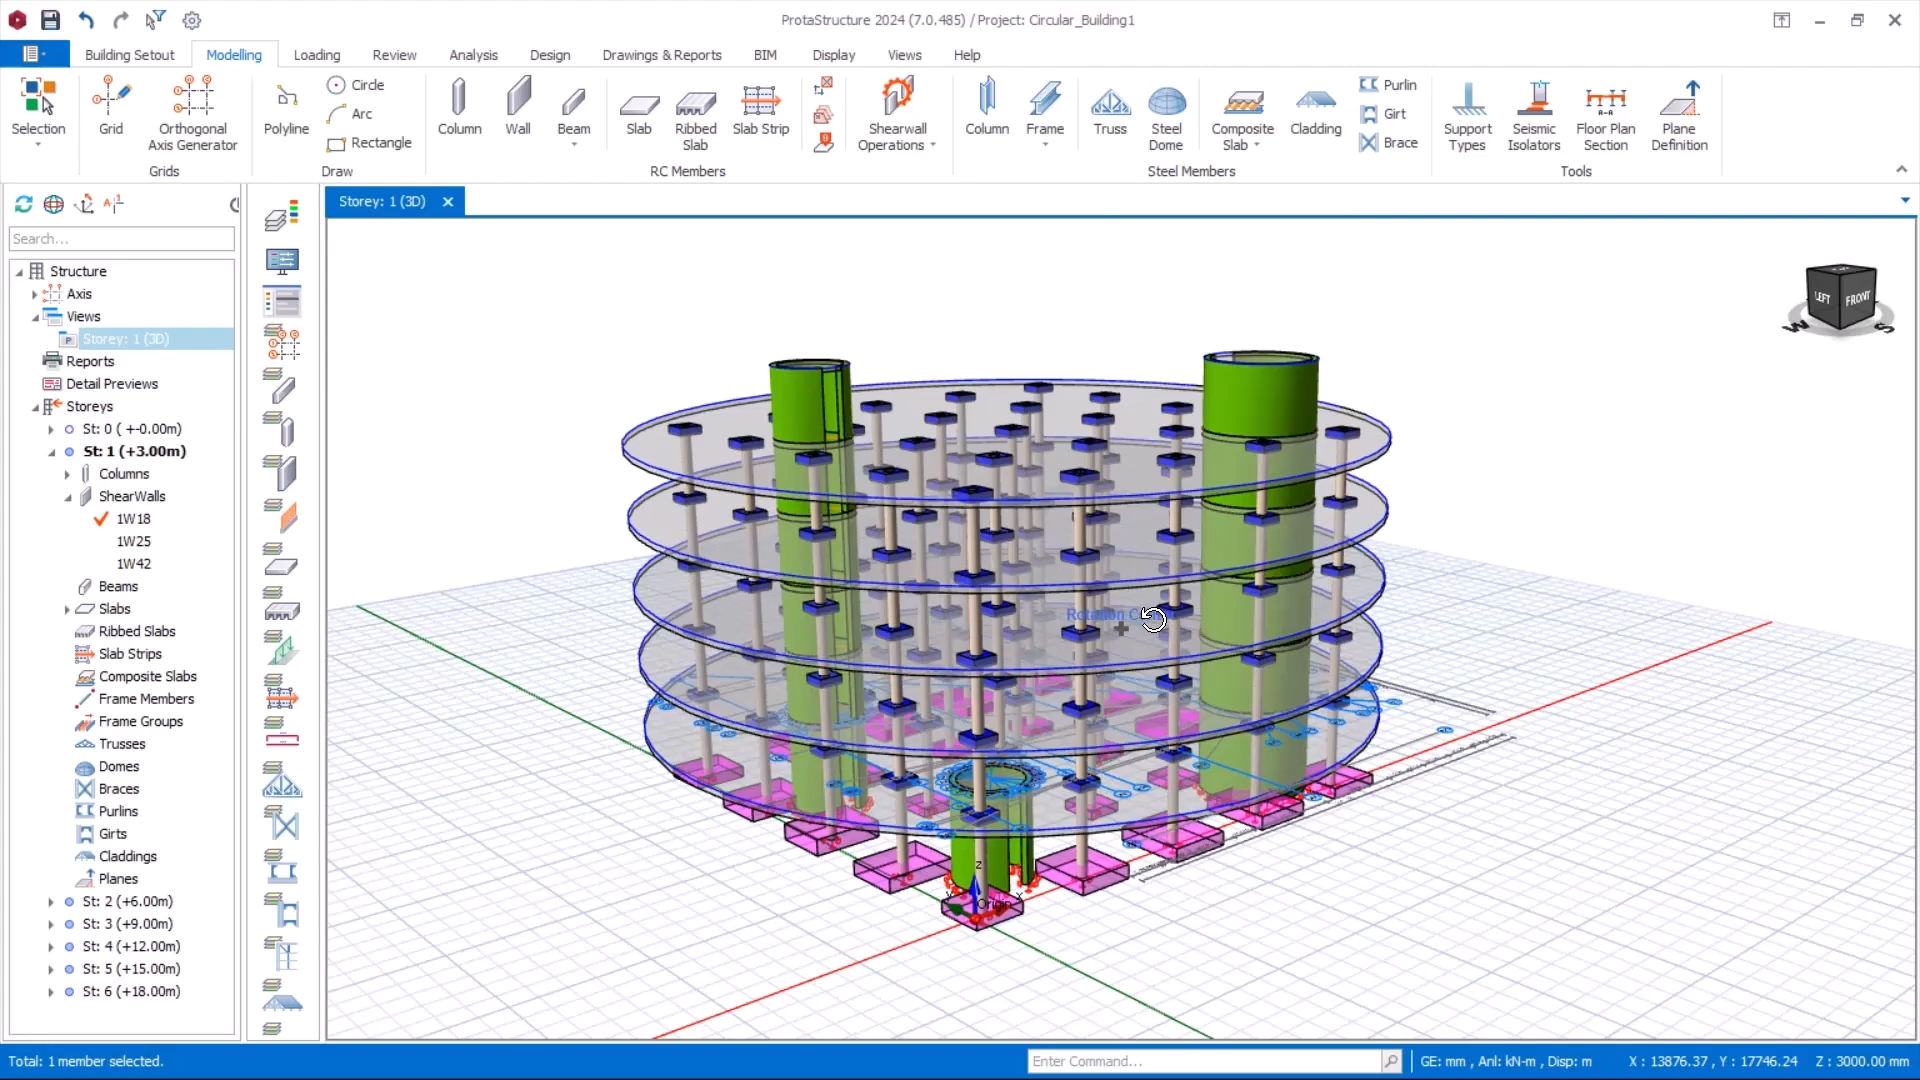 ProtaStructure 2024 (7.0.485) / Project: Circular_Building1
Building Setout
Modelling
Loading
Review
Analysis
Design
Drawings & Reports
BIM
Display
Views
Help
Selection
Grid
Orthogonal
Axis Generator
Polyline
Circle
Arc
Rectangle
Column
Wall
Beam
Slab
Ribbed
Slab
Slab Strip
Shearwall
Operations
Column
Frame
Truss
Steel
Dome
Composite
Slab
Cladding
Purlin
Girt
Brace
Support
Types
Seismic
Isolators
Floor Plan
Section
Plane
Definition
Grids
Draw
RC Members
Steel Members
Tools
Storey: 1 (3D)
Search...
Structure
Axis
Views
Storey: 1 (3D)
Reports
Detail Previews
Storeys
St: 0 ( +-0.00m)
St: 1 (+3.00m)
Columns
ShearWalls
1W18
1W25
1W42
Beams
Slabs
Ribbed Slabs
Slab Strips
Composite Slabs
Frame Members
Frame Groups
Trusses
Domes
Braces
Purlins
Girts
Claddings
Planes
St: 2 (+6.00m)
St: 3 (+9.00m)
St: 4 (+12.00m)
St: 5 (+15.00m)
St: 6 (+18.00m)
LEFT
FRONT
W
S
Rotation
Z
Origin
Total: 1 member selected.
Enter Command...
GE: mm , Anl: kN-m , Disp: m
X : 13876.37 , Y : 17746.24
Z : 3000.00 mm